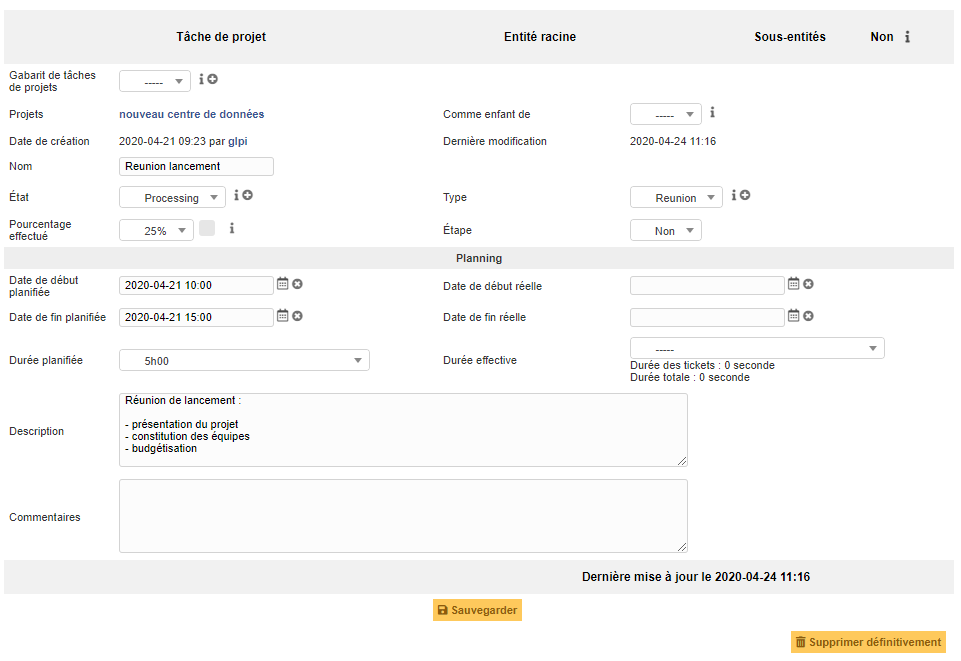 Tâche de projet Entité racine Sous-entités Non
Gabarit de tâches
de projets
-----
Projets nouveau centre de données Comme enfant de -----
Date de création 2020-04-21 09:23 par glpi Dernière modification 2020-04-24 11:16
Nom Reunion lancement
État Processing Type Reunion
Pourcentage
effectué
25% Étape Non
Planning
Date de début
planifiée
2020-04-21 10:00 Date de début réelle
Date de fin planifiée 2020-04-21 15:00 Date de fin réelle
Durée planifiée 5h00 Durée effective -----
Durée des tickets : 0 seconde
Durée totale : 0 seconde
Description
Réunion de lancement :
- présentation du projet
- constitution des équipes
- budgétisation
Commentaires
Dernière mise à jour le 2020-04-24 11:16
Sauvegarder
Supprimer définitivement